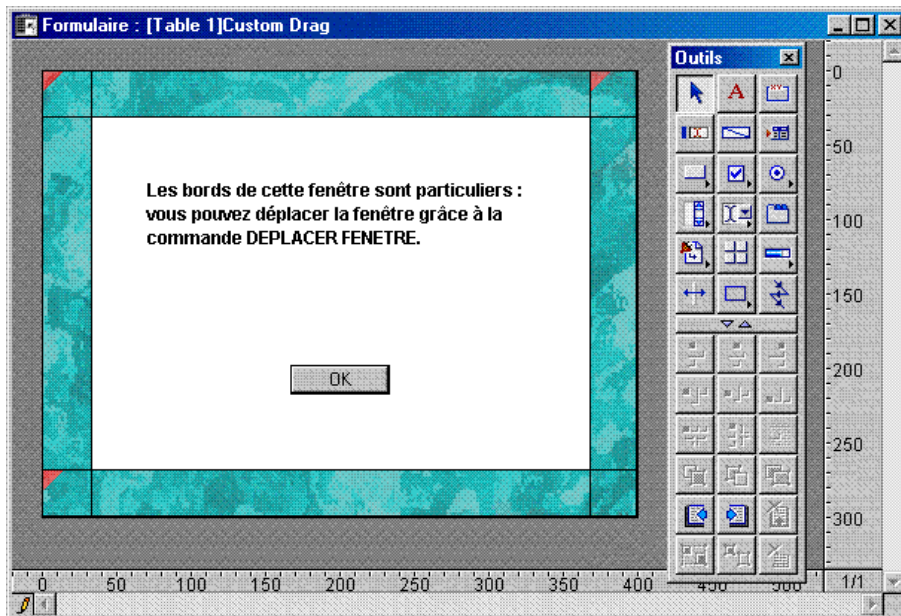 Formulaire : [Table 1]Custom Drag
Outils
A
Les bords de cette fenêtre sont particuliers :
vous pouvez déplacer la fenêtre grâce à la
commande DEPLACER FENETRE.
OK
0
50
100
150
200
250
300
0 50 100 150 200 250 300 350 400
1/1